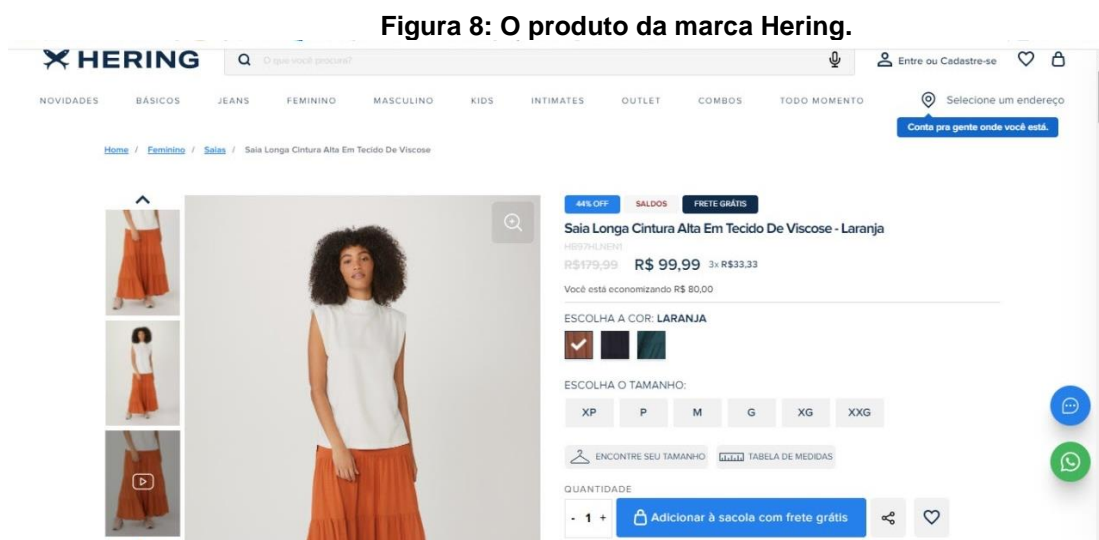 Figura 8: O produto da marca Hering.
HERING
O que você procura?
Entre ou Cadastre-se
NOVIDADES BÁSICOS JEANS FEMININO MASCULINO KIDS INTIMATES OUTLET COMBOS TODO MOMENTO
Selecione um endereço
Conta pra gente onde você está.
Home / Feminino / Saias / Saia Longa Cintura Alta Em Tecido De Viscose
44% OFF SALDOS FRETE GRÁTIS
Saia Longa Cintura Alta Em Tecido De Viscose - Laranja
R$179,99 R$ 99,99 3x R$33,33
Você está economizando R$ 80,00
ESCOLHA A COR: LARANJA
ESCOLHA O TAMANHO:
XP P M G XG XXG
ENCONTRE SEU TAMANHO TABELA DE MEDIDAS
QUANTIDADE
- 1 + Adicionar à sacola com frete grátis